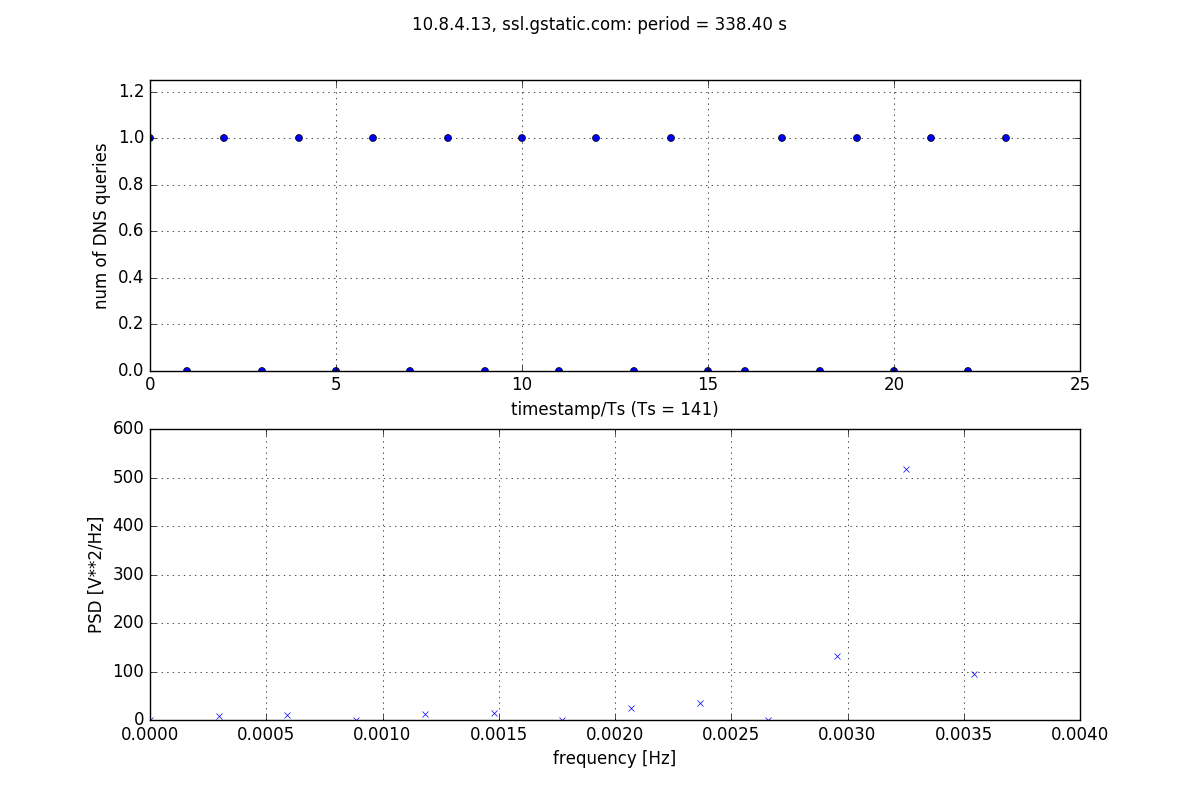 10.8.4.13, ssl.gstatic.com: period = 338.40 s
1.2
1.0
0.8
0.6
0.4
0.2
0.0
num of DNS queries
0 5 10 15 20 25
timestamp/Ts (Ts = 141)
600
500
400
300
200
100
0
PSD [V**2/Hz]
0.0000 0.0005 0.0010 0.0015 0.0020 0.0025 0.0030 0.0035 0.0040
frequency [Hz]